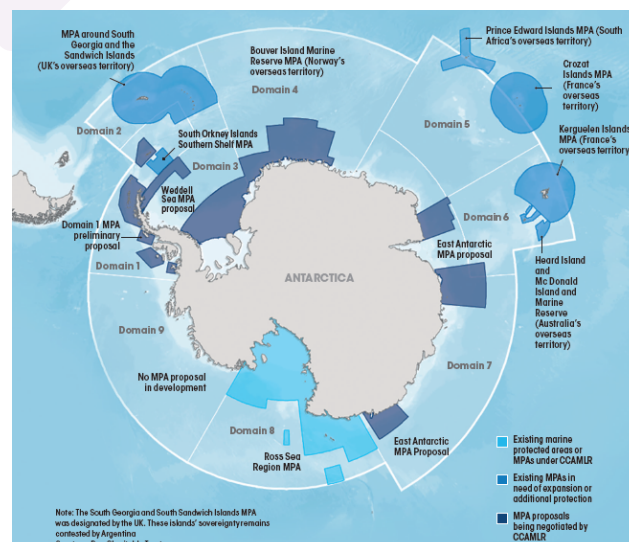 MPA around South
Georgia and the
Sandwich Islands
(UK's overseas territory)
Bouver Island Marine
Reserve MPA (Norway's
overseas territory)
Domain 4
Prince Edward Islands MPA (South
Africa's overseas territory)
Crozat
Islands MPA
(France's
overseas
territory)
Domain 5
Kerguelen Islands
MPA (France's
overseas territory)
Domain 2
South Orkney Islands
Southern Shelf MPA
Domain 3
Weddell
Sea MPA
proposal
Domain 1 MPA
preliminary
proposal
Domain 1
Domain 6
East Antarctic
MPA proposal
Heard Island
and
Mc Donald
Island and
Marine
Reserve
(Australia's
overseas
territory)
ANTARCTICA
Domain 9
No MPA proposal
in development
Domain 7
Domain 8
Ross Sea
Region MPA
East Antarctic
MPA Proposal
Existing marine
protected areas or
MPAs under CCAMLR
Existing MPAs in
need of expansion or
additional protection
MPA proposals
being negotiated by
CCAMLR
Note: The South Georgia and South Sandwich Islands MPA
was designated by the UK. These islands' sovereignty remains
contested by Argentina